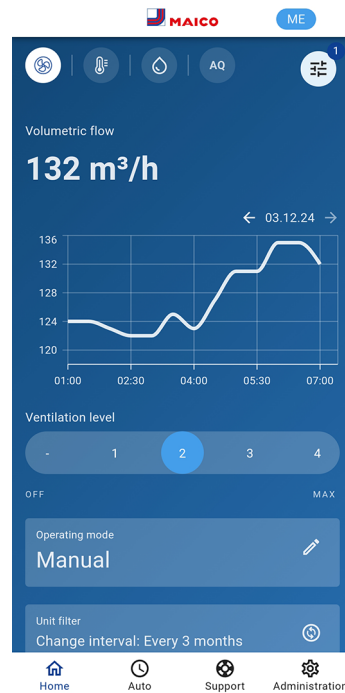 MAICO
ME
AQ
1
Volumetric flow
132 m³/h
03.12.24
136
132
128
124
120
01:00 02:30 04:00 05:30 07:00
Ventilation level
- 1 2 3 4
OFF MAX
Operating mode
Manual
Unit filter
Change interval: Every 3 months
Home Auto Support Administration